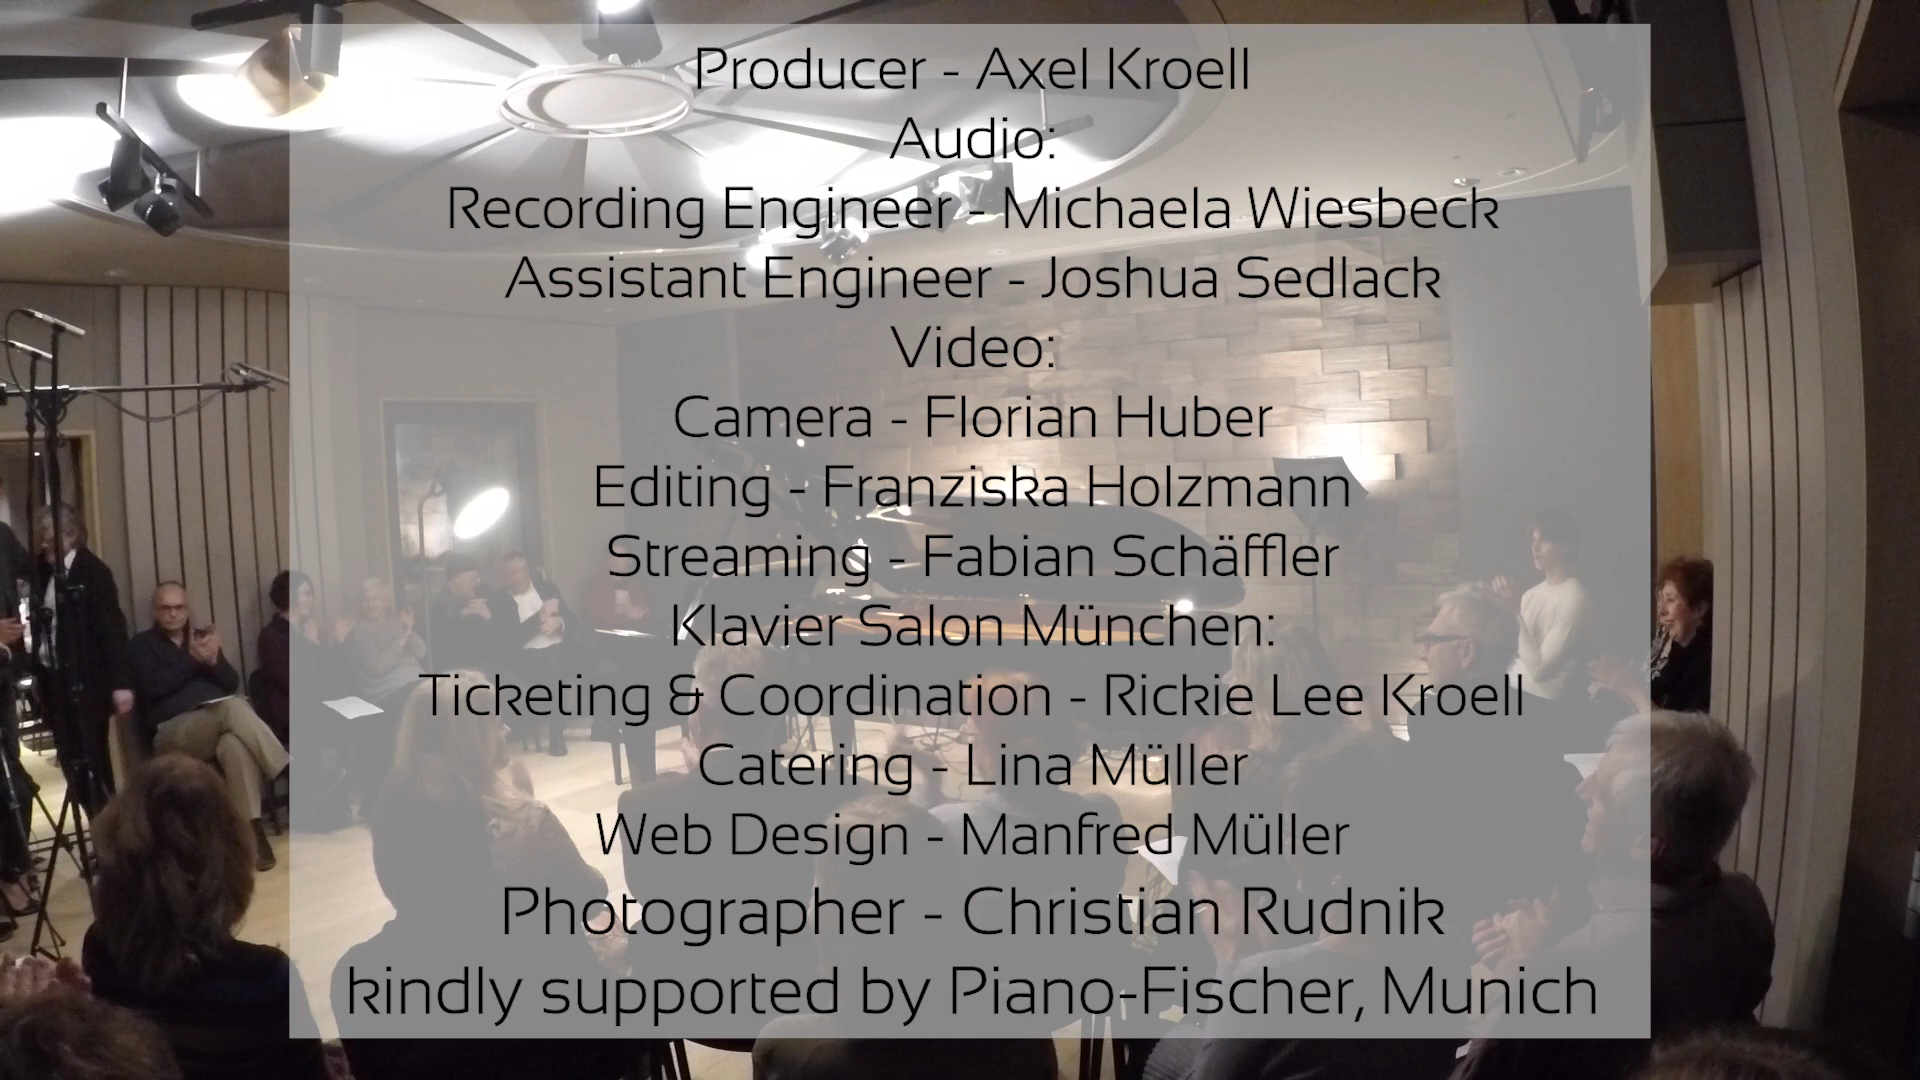 Producer - Axel Kroell
Audio:
Recording Engineer - Michaela Wiesbeck
Assistant Engineer - Joshua Sedlack
Video:
Camera - Florian Huber
Editing - Franziska Holzmann
Streaming - Fabian Schäffler
Klavier Salon München:
Ticketing & Coordination - Rickie Lee Kroell
Catering - Lina Müller
Web Design - Manfred Müller
Photographer - Christian Rudnik
kindly supported by Piano-Fischer, Munich